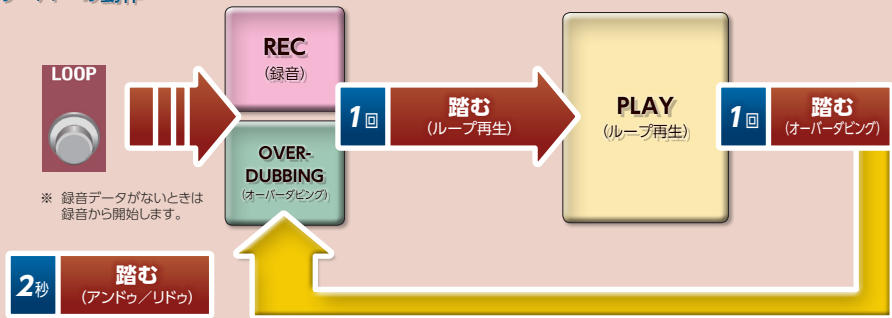 LOOP
REC
（録音）
OVER-
DUBBING
（オーバーダビング）
1回
踏む
（ループ再生）
PLAY
（ループ再生）
1回
踏む
（オーバーダビング）
※ 録音データがないときは
録音から開始します。
2秒
踏む
（アンドゥ／リドゥ）